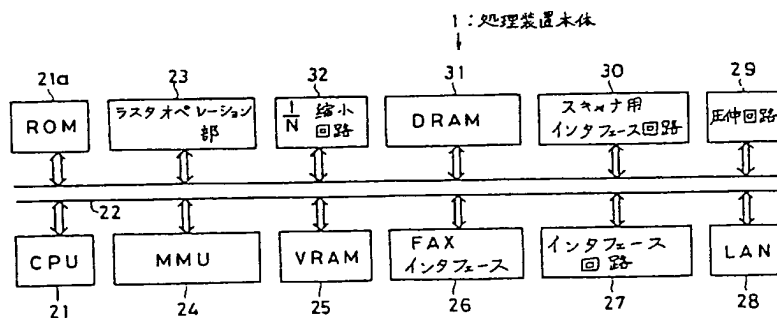 1:処理装置本体
21a
23
32
31
30
29
ROM
ラスタオペレーション
部
1/N 縮小
回路
DRAM
スキャナ用
インタフェース回路
圧伸回路
22
CPU
MMU
VRAM
FAX
インタフェース
インタフェース
回路
LAN
21
24
25
26
27
28